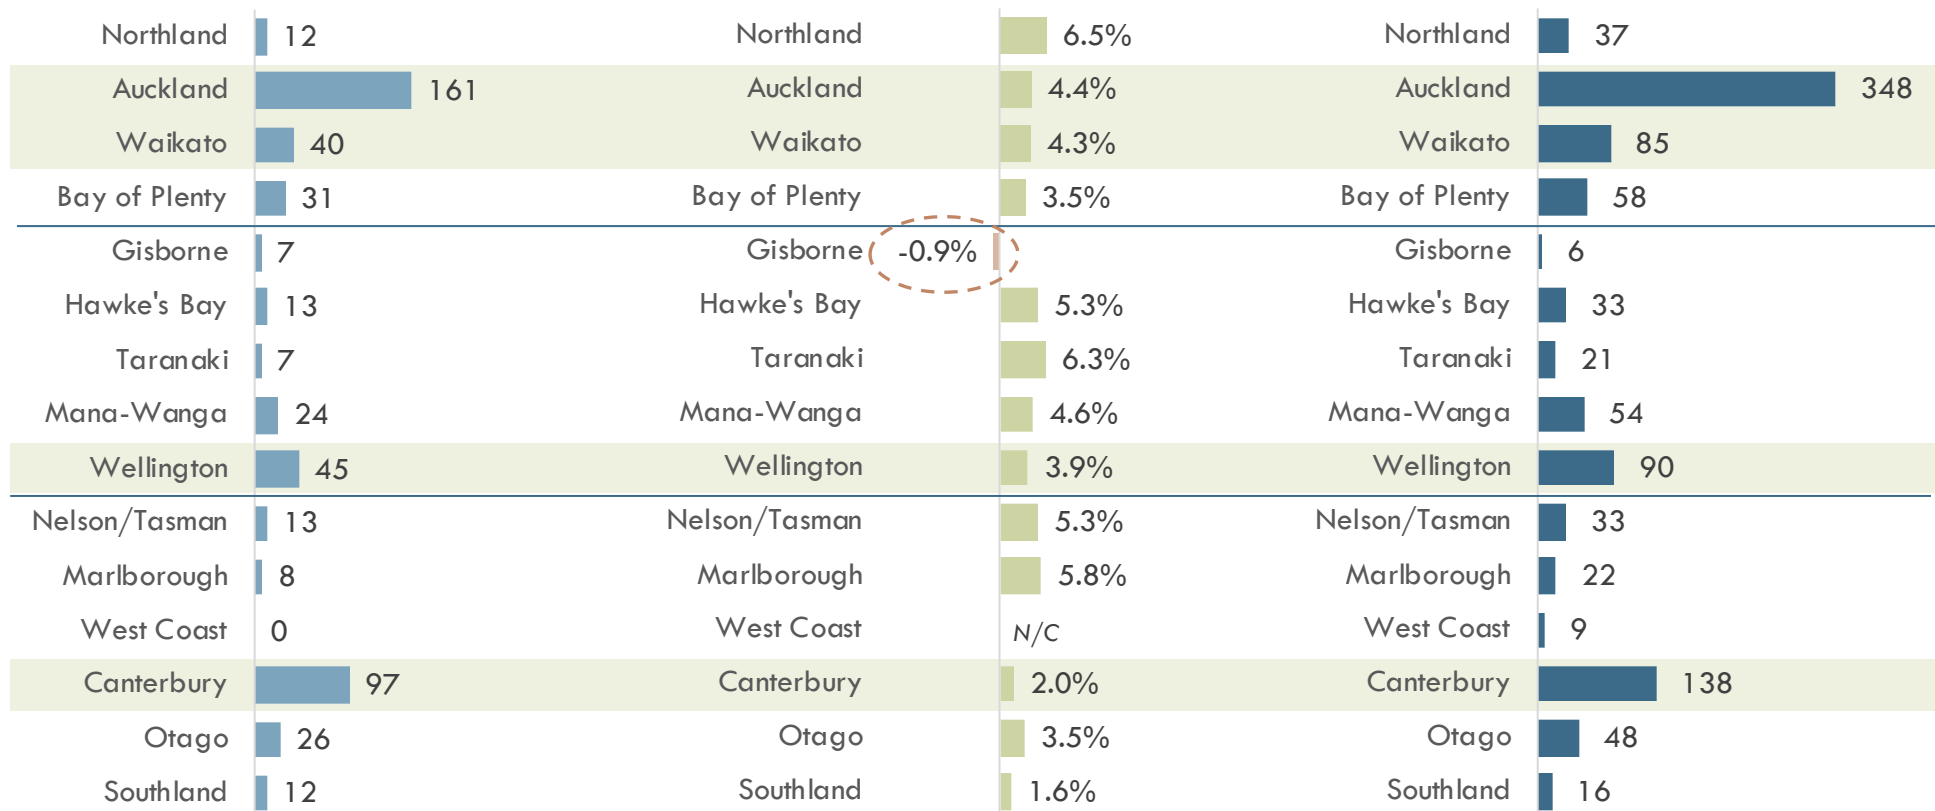 Northland 12 Northland 6.5% Northland 37
Auckland 161 Auckland 4.4% Auckland 348
Waikato 40 Waikato 4.3% Waikato 85
Bay of Plenty 31 Bay of Plenty 3.5% Bay of Plenty 58
Gisborne 7 Gisborne -0.9% Gisborne 6
Hawke's Bay 13 Hawke's Bay 5.3% Hawke's Bay 33
Taranaki 7 Taranaki 6.3% Taranaki 21
Mana-Wanga 24 Mana-Wanga 4.6% Mana-Wanga 54
Wellington 45 Wellington 3.9% Wellington 90
Nelson/Tasman 13 Nelson/Tasman 5.3% Nelson/Tasman 33
Marlborough 8 Marlborough 5.8% Marlborough 22
West Coast 0 West Coast N/C West Coast 9
Canterbury 97 Canterbury 2.0% Canterbury 138
Otago 26 Otago 3.5% Otago 48
Southland 12 Southland 1.6% Southland 16